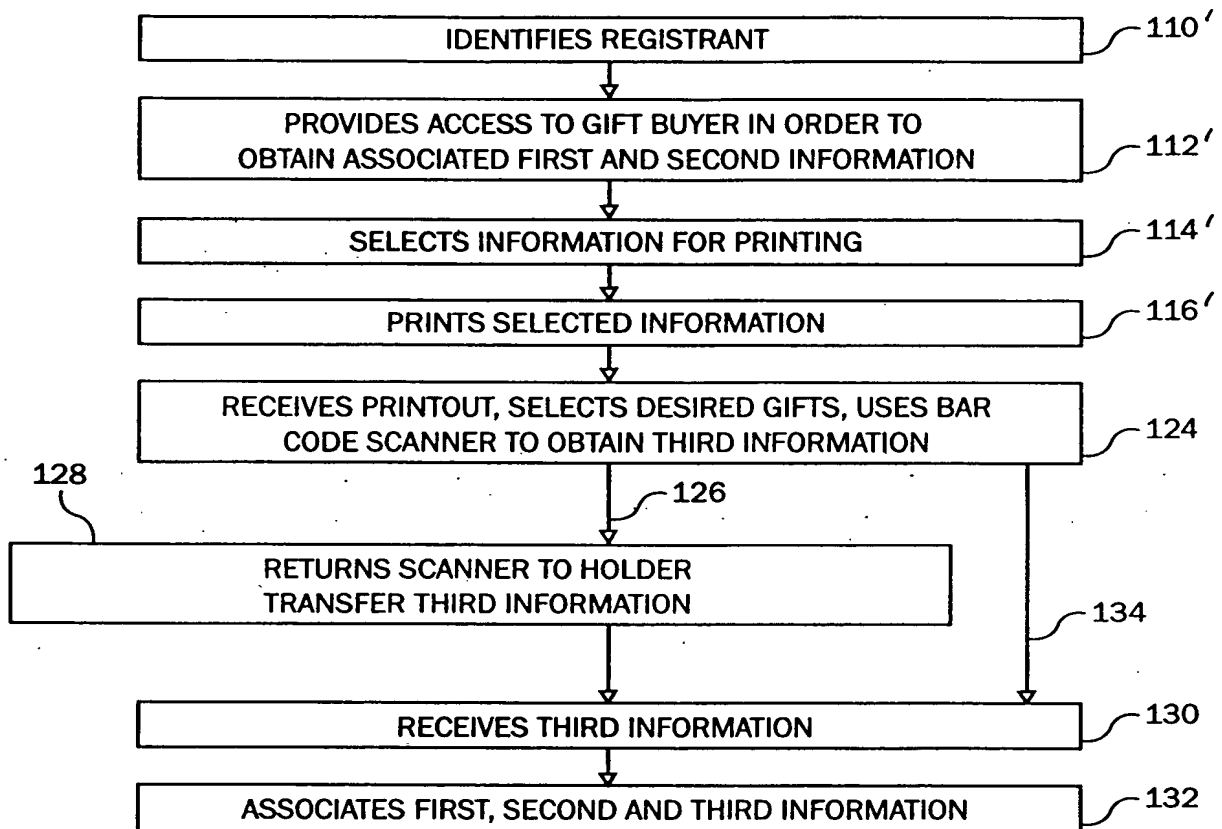 IDENTIFIES REGISTRANT
110'
PROVIDES ACCESS TO GIFT BUYER IN ORDER TO
OBTAIN ASSOCIATED FIRST AND SECOND INFORMATION
112'
SELECTS INFORMATION FOR PRINTING
114'
PRINTS SELECTED INFORMATION
116'
RECEIVES PRINTOUT, SELECTS DESIRED GIFTS, USES BAR
CODE SCANNER TO OBTAIN THIRD INFORMATION
124
128
126
RETURNS SCANNER TO HOLDER
TRANSFER THIRD INFORMATION
134
RECEIVES THIRD INFORMATION
130
ASSOCIATES FIRST, SECOND AND THIRD INFORMATION
132